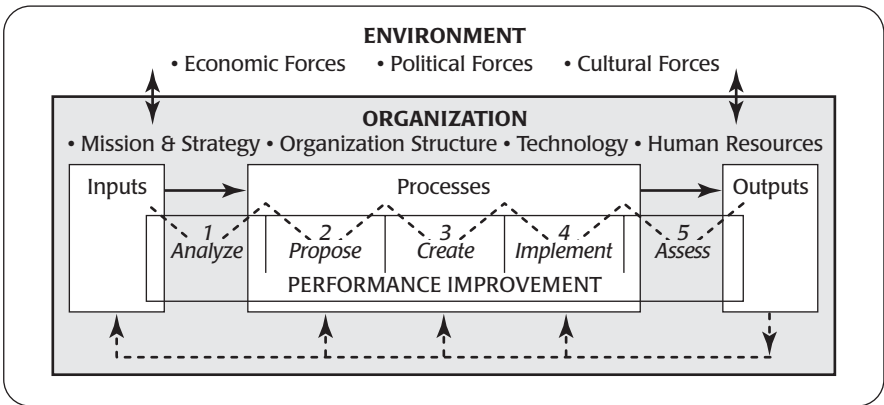 ENVIRONMENT
• Economic Forces • Political Forces • Cultural Forces
ORGANIZATION
• Mission & Strategy • Organization Structure • Technology • Human Resources
Inputs Processes Outputs
1 2 3 4 5
Analyze Propose Create Implement Assess
PERFORMANCE IMPROVEMENT